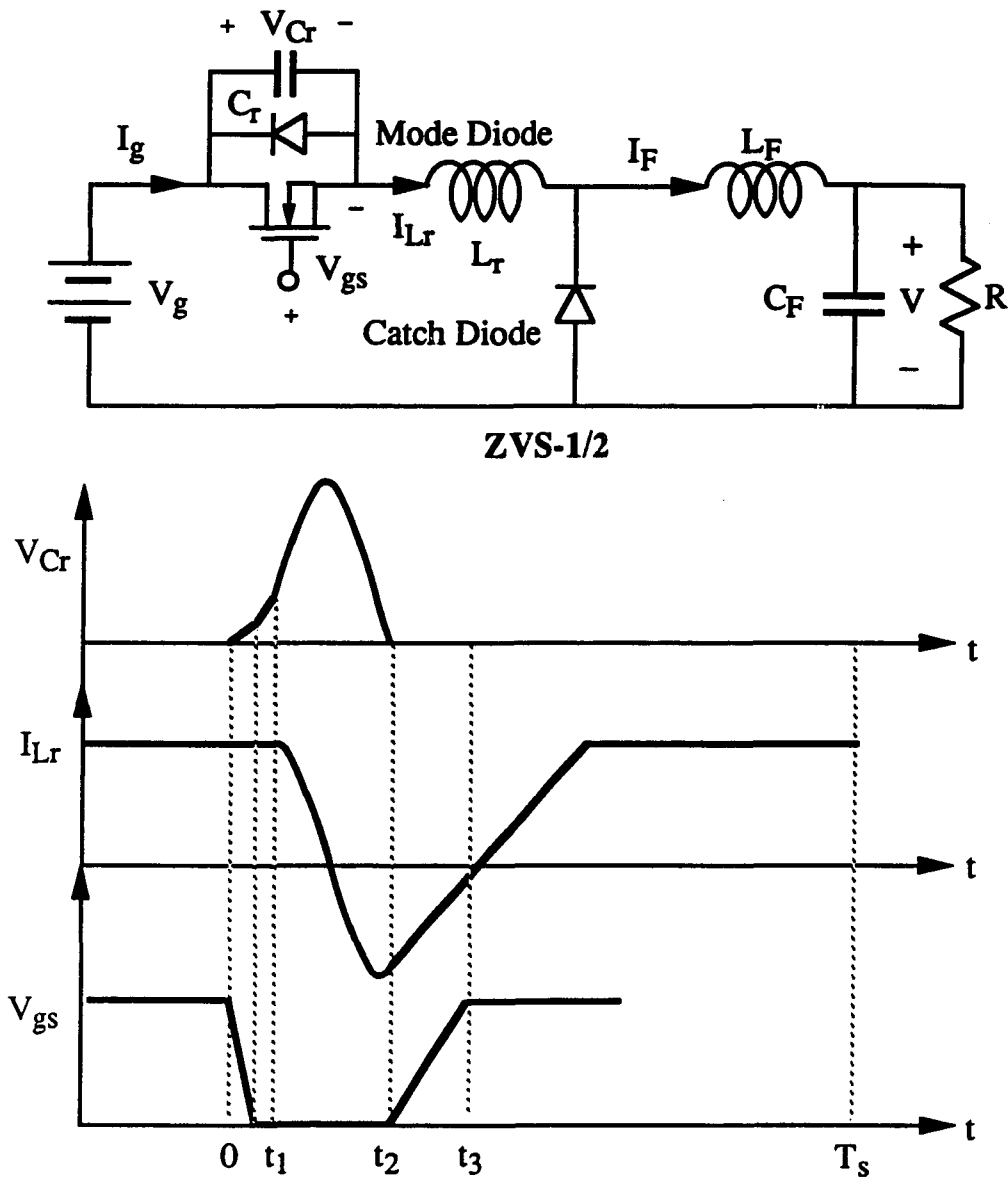 + V_Cr −
C_r
Mode Diode
I_g
I_F
L_F
−
I_Lr
L_r
V_gs
+
V_g
Catch Diode
C_F
+
V
−
R
ZVS-1/2
V_Cr
t
I_Lr
t
V_gs
t
0 t_1 t_2 t_3 T_s